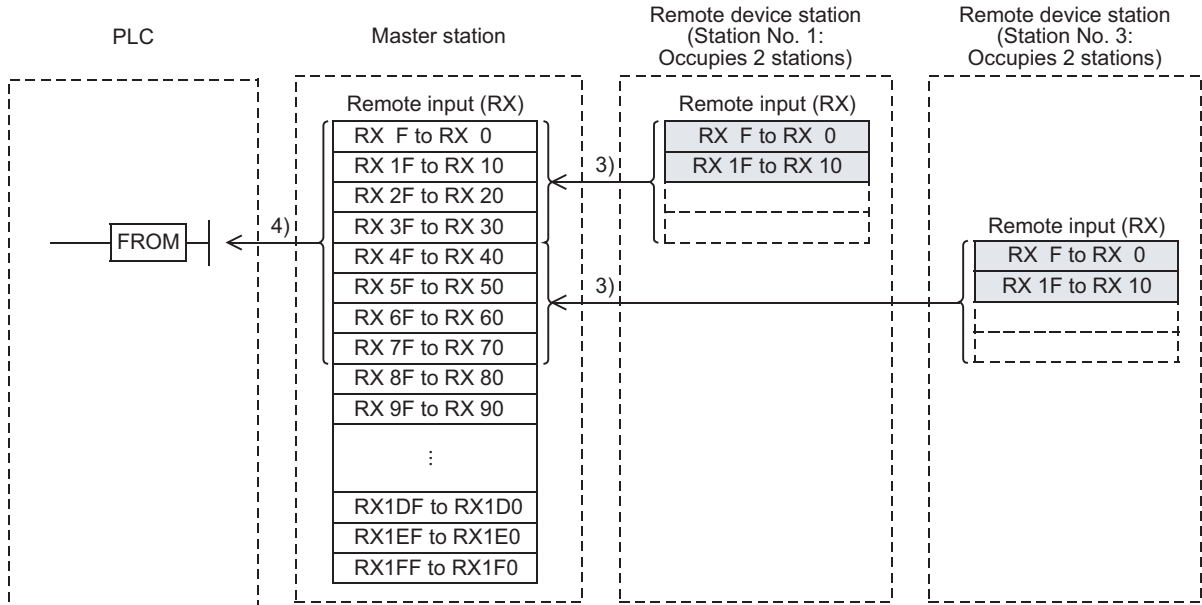 PLC
Master station
Remote device station
(Station No. 1:
Occupies 2 stations)
Remote device station
(Station No. 3:
Occupies 2 stations)
FROM
4)
Remote input (RX)
RX F to RX 0
RX 1F to RX 10
RX 2F to RX 20
RX 3F to RX 30
RX 4F to RX 40
RX 5F to RX 50
RX 6F to RX 60
RX 7F to RX 70
RX 8F to RX 80
RX 9F to RX 90
⋮
RX1DF to RX1D0
RX1EF to RX1E0
RX1FF to RX1F0
3)
3)
Remote input (RX)
RX F to RX 0
RX 1F to RX 10
Remote input (RX)
RX F to RX 0
RX 1F to RX 10